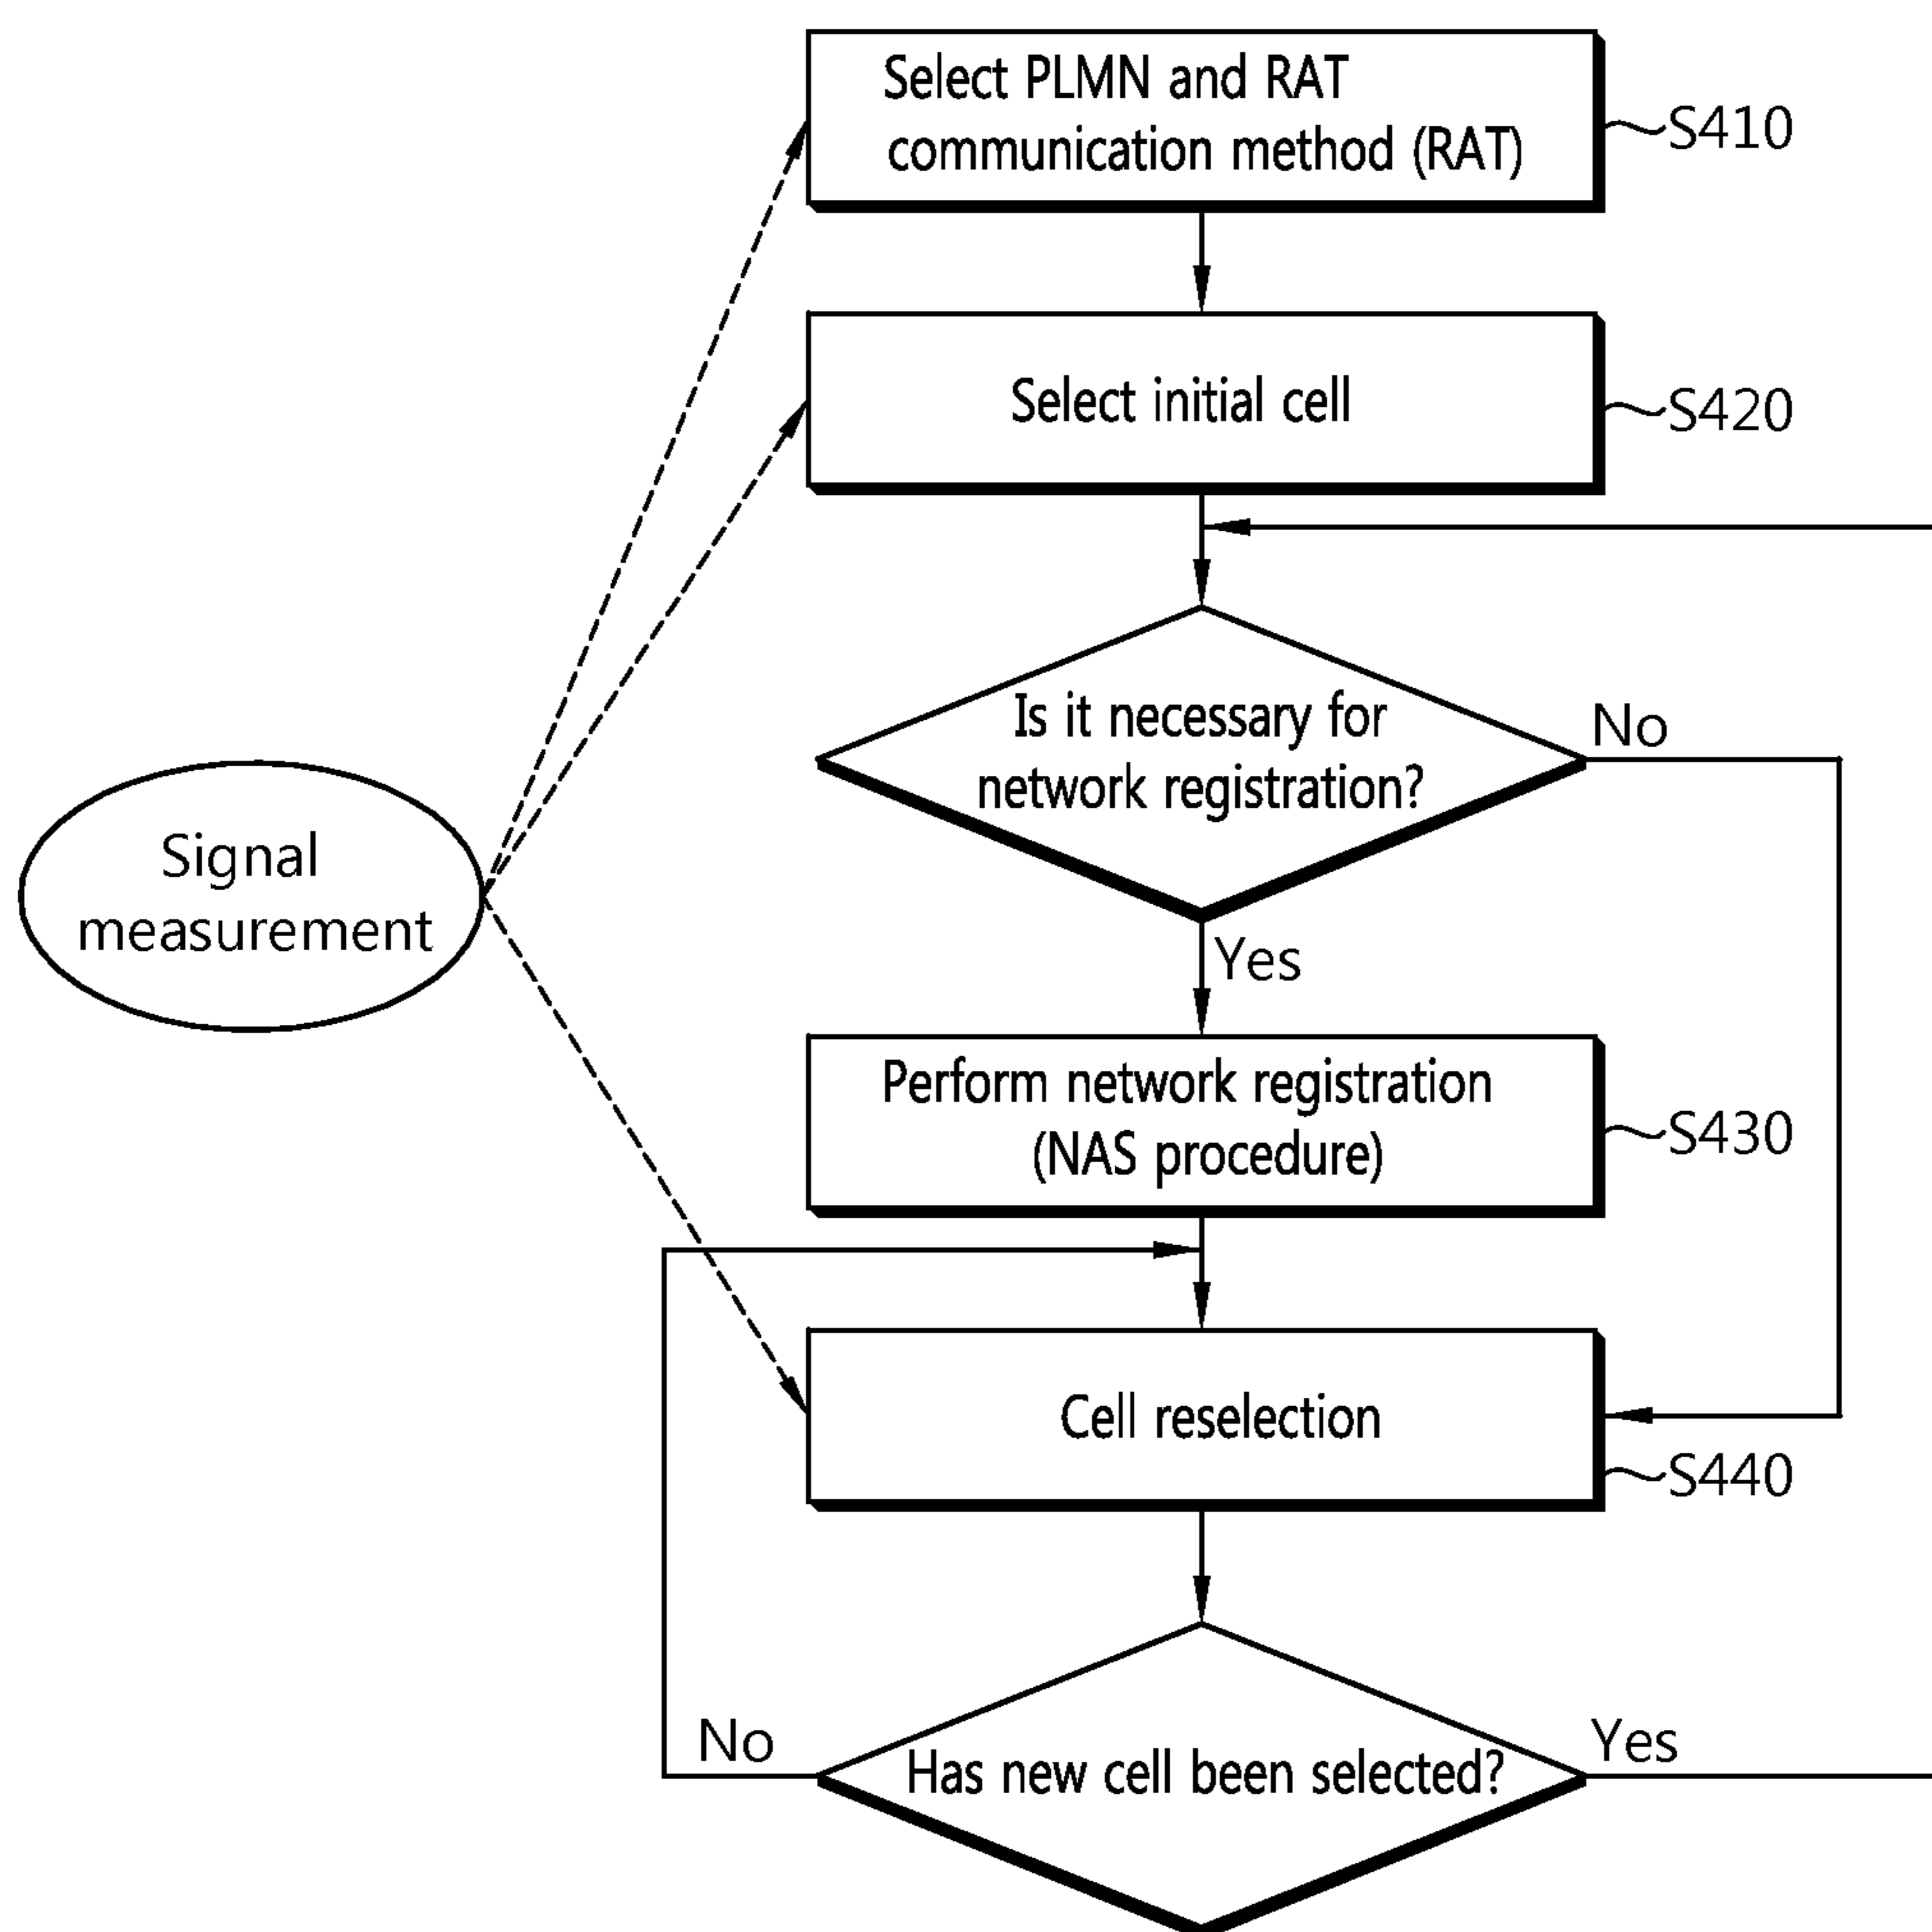 Select PLMN and RAT
communication method (RAT)
S410
Select initial cell
S420
Is it necessary for
network registration?
No
Signal
measurement
Yes
Perform network registration
(NAS procedure)
S430
Cell reselection
S440
No
Has new cell been selected?
Yes